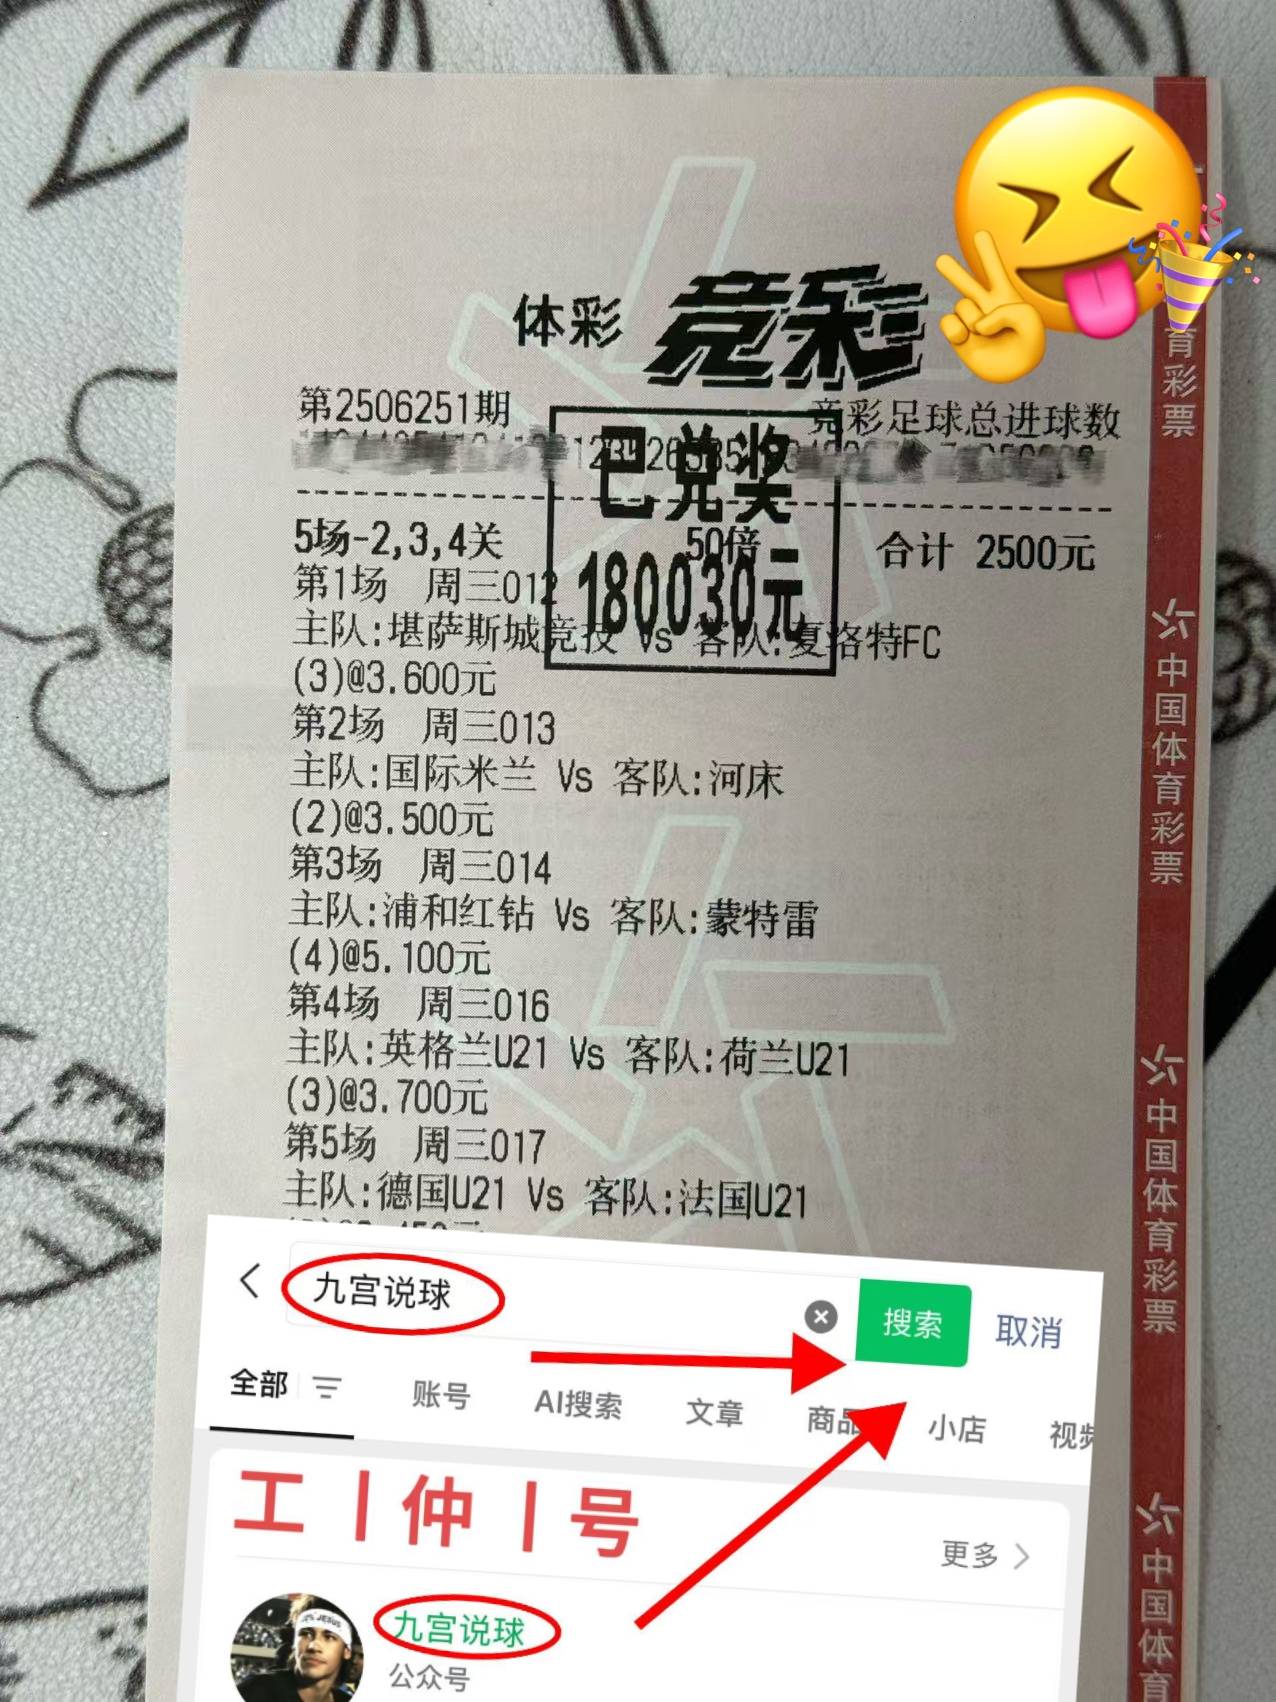 体彩 竞彩
第2506251期
竞彩足球总进球数
已兑奖
180030元
5场-2,3,4关 50倍 合计 2500元
第1场 周三012
主队:堪萨斯城竞技 Vs 客队:夏洛特FC
(3)@3.600元
第2场 周三013
主队:国际米兰 Vs 客队:河床
(2)@3.500元
第3场 周三014
主队:浦和红钻 Vs 客队:蒙特雷
(4)@5.100元
第4场 周三016
主队:英格兰U21 Vs 客队:荷兰U21
(3)@3.700元
第5场 周三017
主队:德国U21 Vs 客队:法国U21
育彩票
中国体育彩票
中国体育彩票
中国体育
九宫说球
搜索 取消
全部 账号 AI搜索 文章 商品 小店 视频
工|仲|号
更多
九宫说球
公众号